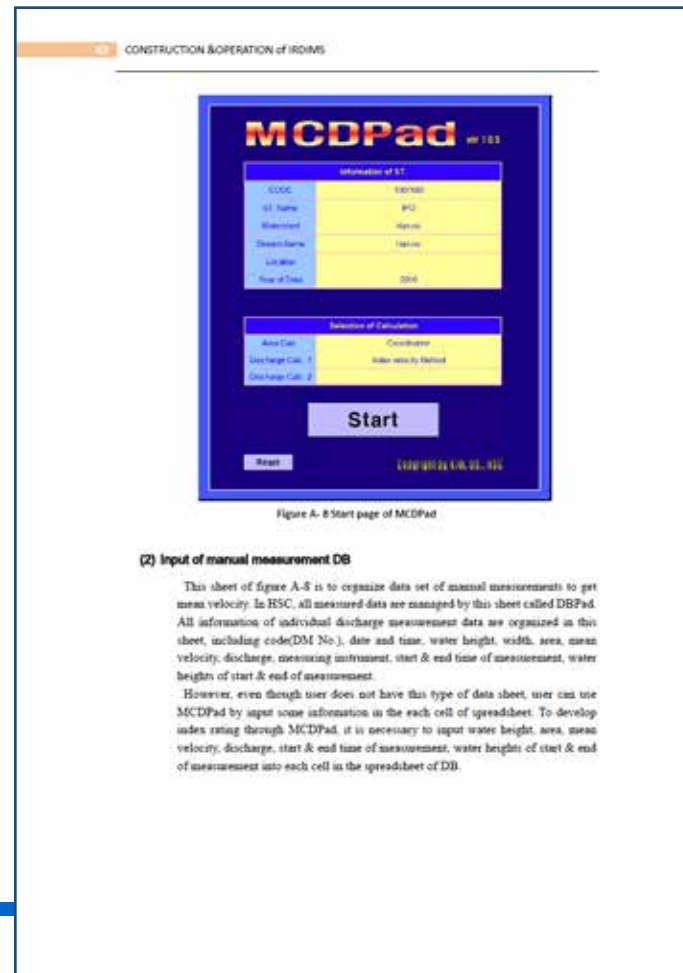 CONSTRUCTION &OPERATION of IRDIMS
MCDPad
Information of ST.
CODE
ST. Name
Watershed
Stream Name
Location
Year of Data
2016
Selection of Calculation
Area Calc.
Coordination
Discharge Calc. 1
Index velocity Method
Discharge Calc. 2
Start
Reset
Copyright by
Figure A- 8 Start page of MCDPad
(2) Input of manual measurement DB
This sheet of figure A-8 is to organize data set of manual measurements to get
mean velocity. In HSC, all measured data are managed by this sheet called DBPad.
All information of individual discharge measurement data are organized in this
sheet, including code(DM No.), date and time, water height, width, area, mean
velocity, discharge, measuring instrument, start & end time of measurement, water
heights of start & end of measurement.
However, even though user does not have this type of data sheet, user can use
MCDPad by input some information in the each cell of spreadsheet. To develop
index rating through MCDPad, it is necessary to input water height, area, mean
velocity, discharge, start & end time of measurement, water heights of start & end
of measurement into each cell in the spreadsheet of DB.